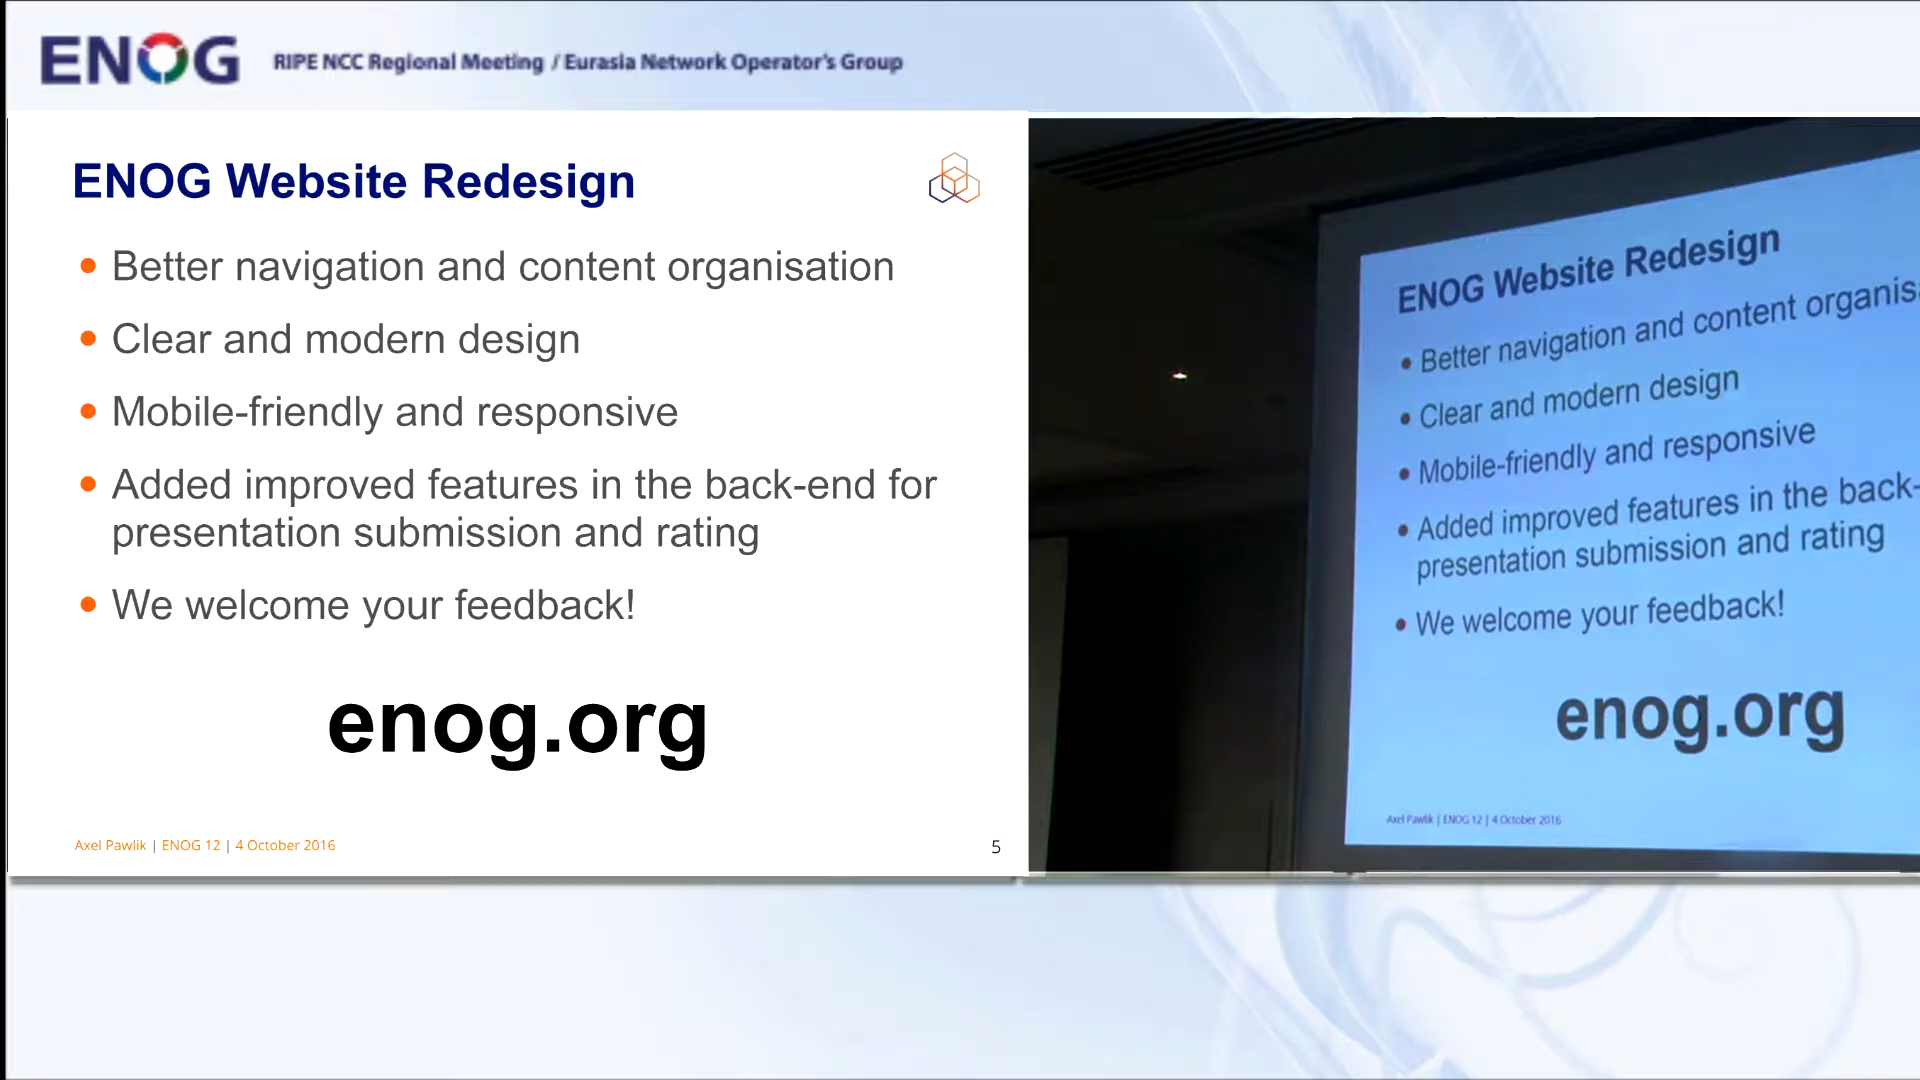 ENOG
RIPE NCC Regional Meeting / Eurasia Network Operator's Group
ENOG Website Redesign
• Better navigation and content organisation
• Clear and modern design
• Mobile-friendly and responsive
• Added improved features in the back-end for
presentation submission and rating
• We welcome your feedback!
enog.org
Axel Pawlik | ENOG 12 | 4 October 2016
5
ENOG Website Redesign
• Better navigation and content organisa
• Clear and modern design
• Mobile-friendly and responsive
• Added improved features in the back-
presentation submission and rating
• We welcome your feedback!
enog.org
Axel Pawlik | ENOG 12 | 4 October 2016